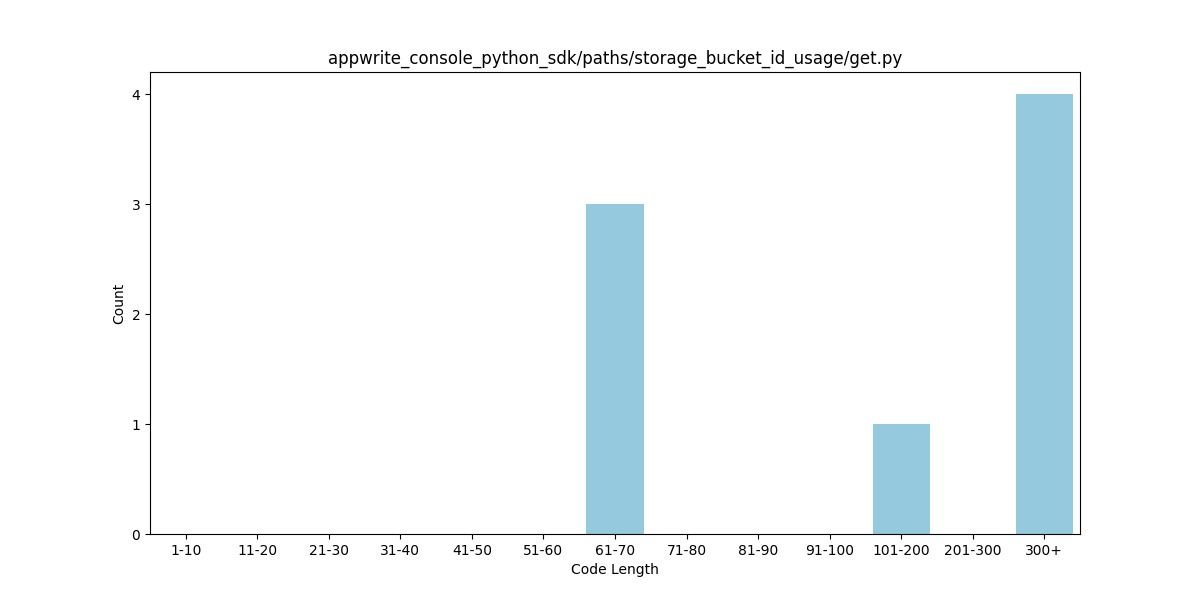 appwrite_console_python_sdk/paths/storage_bucket_id_usage/get.py
Count
4
3
2
1
0
1-10 11-20 21-30 31-40 41-50 51-60 61-70 71-80 81-90 91-100 101-200 201-300 300+
Code Length